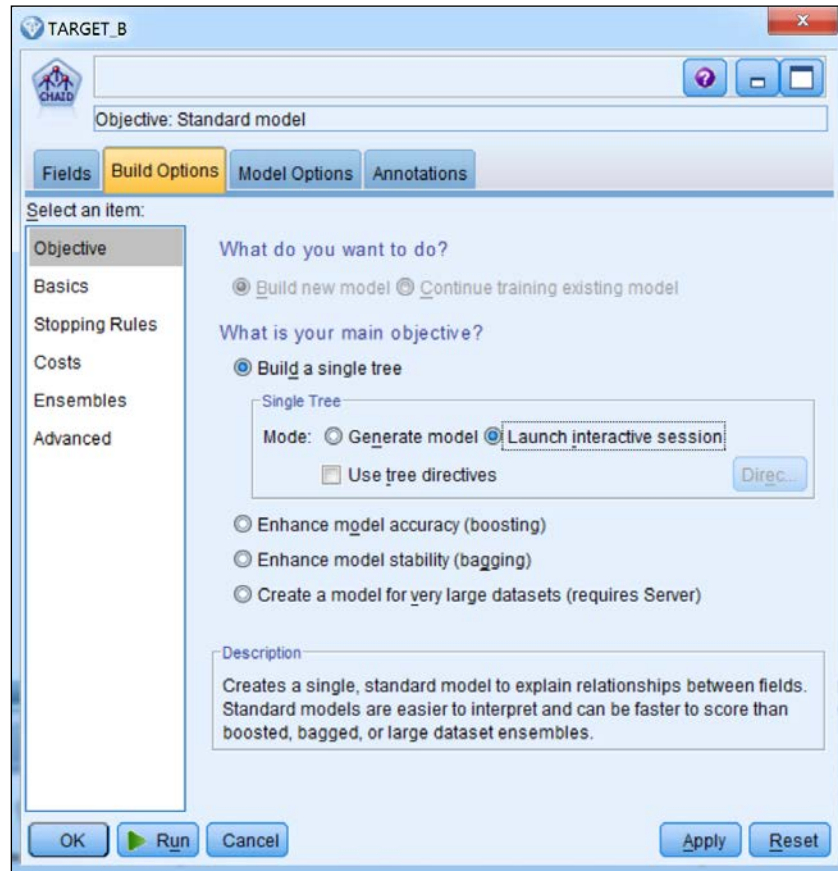 TARGET_B
CHAID
Objective: Standard model
Fields Build Options Model Options Annotations
Select an item:
Objective
Basics
Stopping Rules
Costs
Ensembles
Advanced
What do you want to do?
Build new model Continue training existing model
What is your main objective?
Build a single tree
Single Tree
Mode: Generate model Launch interactive session
Use tree directives Direc...
Enhance model accuracy (boosting)
Enhance model stability (bagging)
Create a model for very large datasets (requires Server)
Description
Creates a single, standard model to explain relationships between fields.
Standard models are easier to interpret and can be faster to score than
boosted, bagged, or large dataset ensembles.
OK Run Cancel Apply Reset